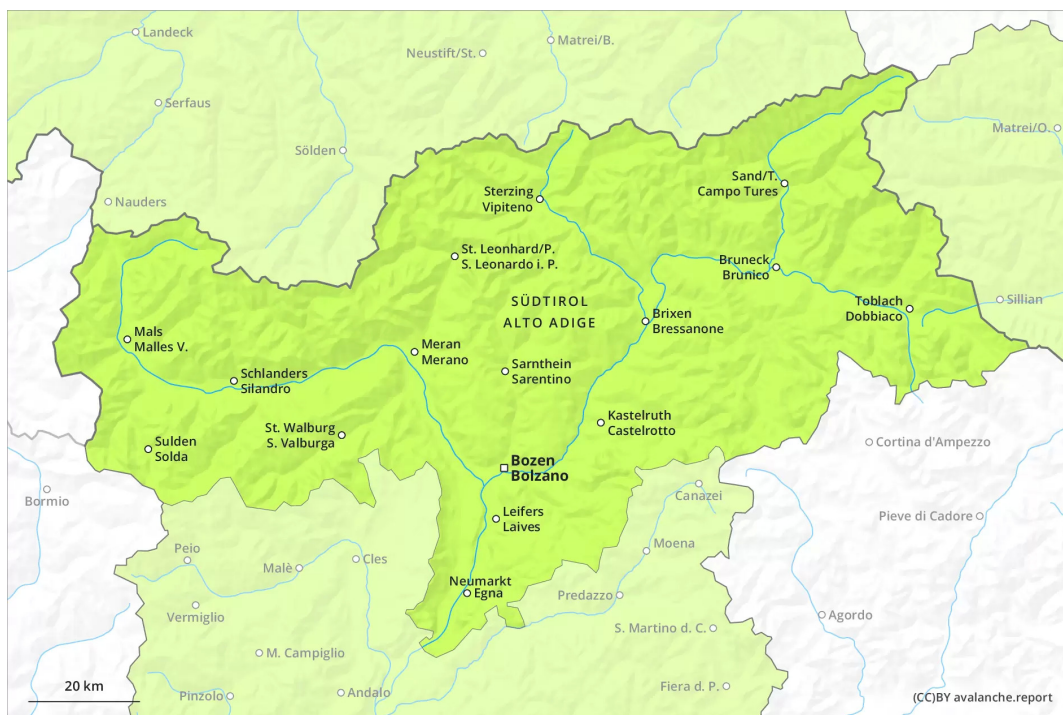 Landeck
Matrei/B.
Neustift/St.
Serfaus
Matrei/O.
Sölden
Sand/T.
Campo Tures
Sterzing
Vipiteno
Nauders
St. Leonhard/P.
S. Leonardo i. P.
Bruneck
Brunico
SÜDTIROL
ALTO ADIGE
Toblach
Dobbiaco
Sillian
Brixen
Bressanone
Mals
Malles V.
Meran
Merano
Sarnthein
Sarentino
Schlanders
Silandro
Kastelruth
Castelrotto
St. Walburg
S. Valburga
Sulden
Solda
Cortina d'Ampezzo
Bozen
Bolzano
Bormio
Canazei
Leifers
Laives
Pieve di Cadore
Peio
Moena
Cles
Malè
Neumarkt
Egna
Predazzo
Vermiglio
Agordo
S. Martino d. C.
M. Campiglio
Fiera d. P.
20 km
Pinzolo
Andalo
(CC)BY avalanche.report